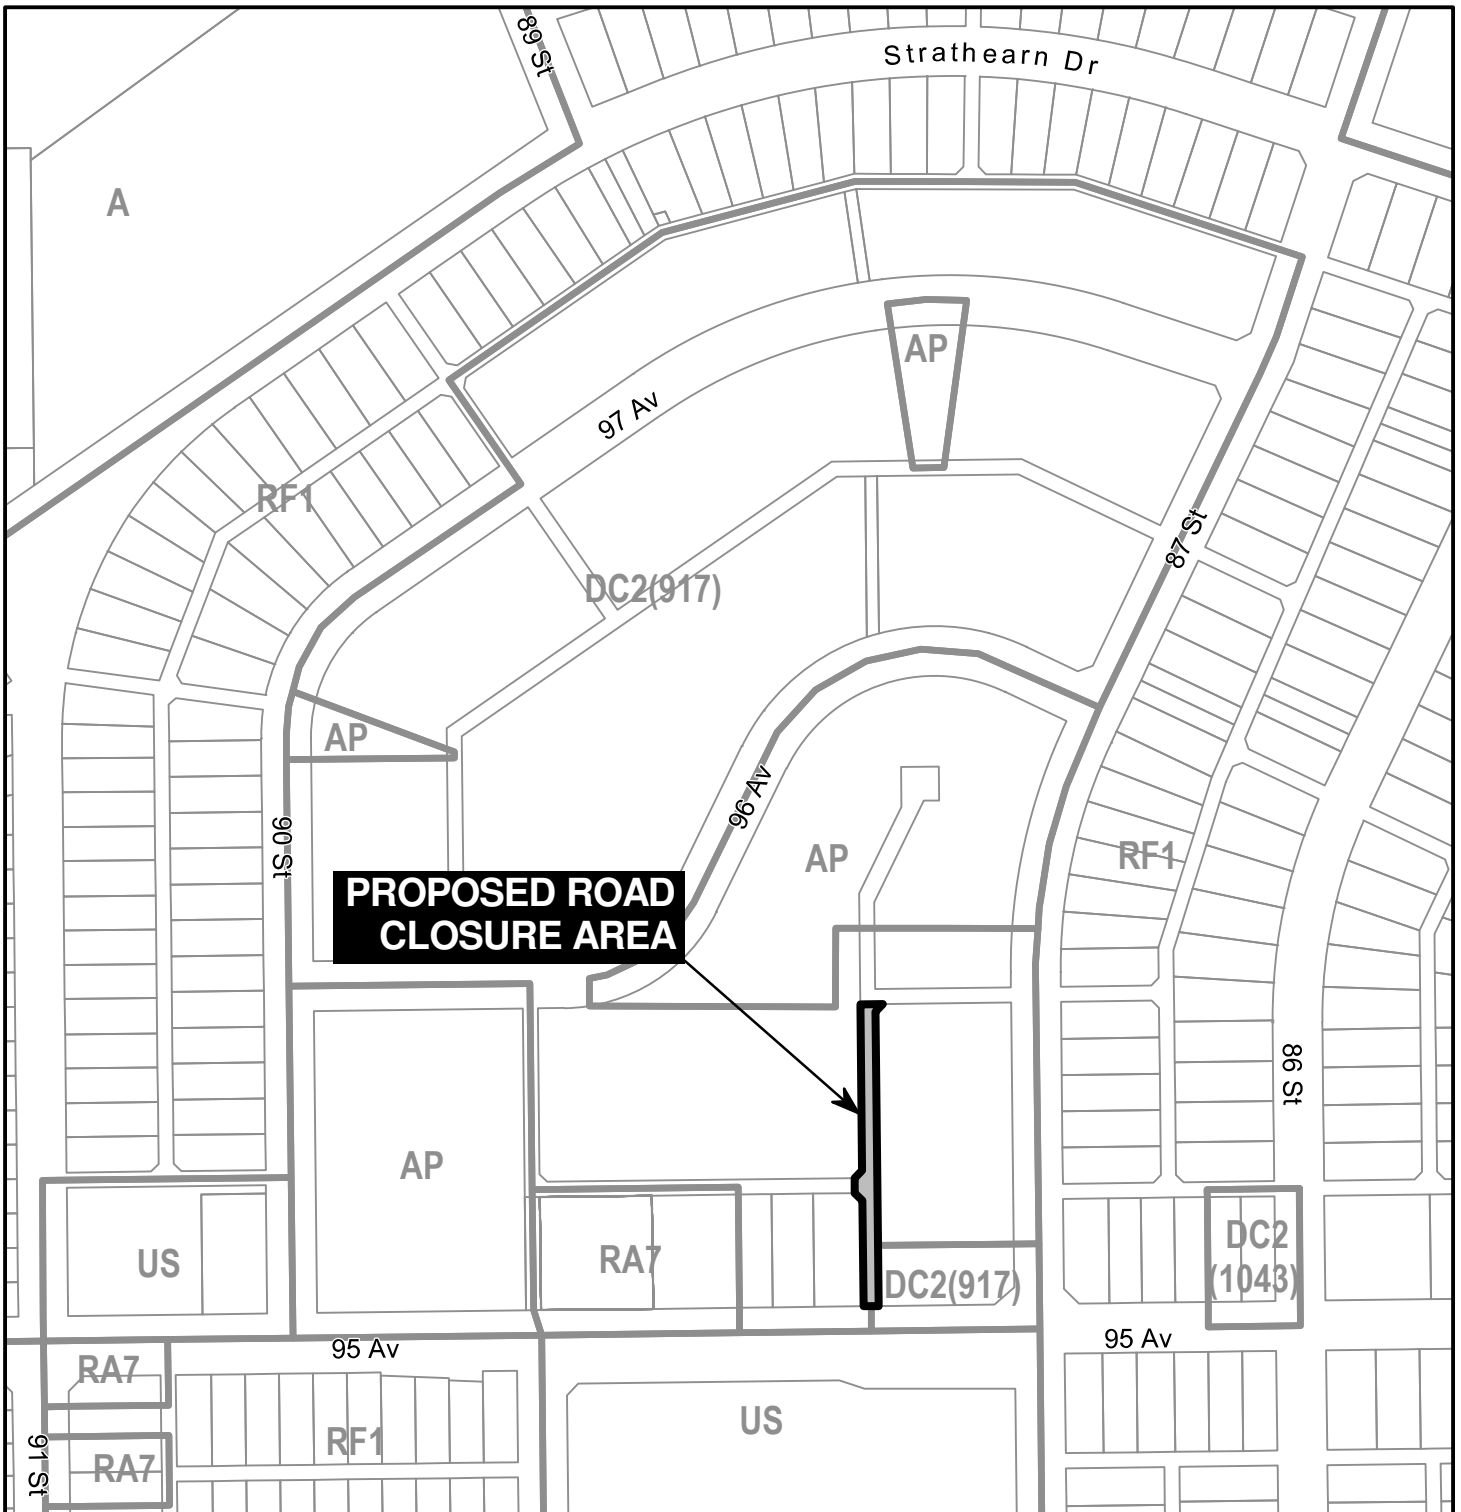 89 St
Strathearn Dr
A
AP
97 Av
RF1
87 St
DC2(917)
AP
96 Av
90 St
AP
RF1
PROPOSED ROAD
CLOSURE AREA
86 St
AP
US
RA7
DC2(917)
DC2
(1043)
95 Av
95 Av
RA7
US
RF1
91 St
RA7